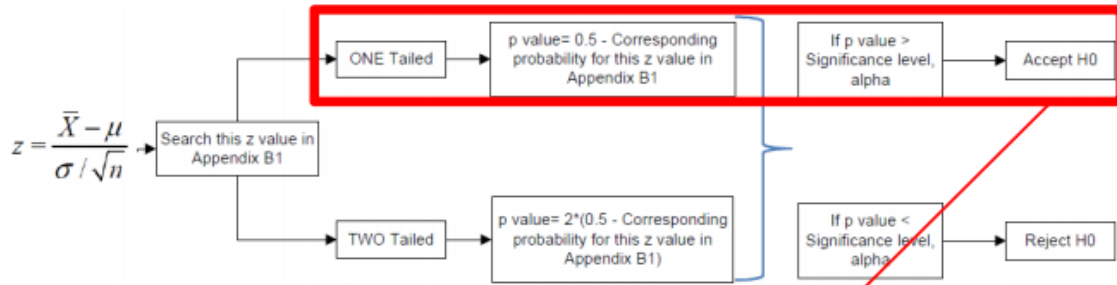 z = (X̄ − μ) / (σ / √n)
Search this z value in
Appendix B1
ONE Tailed
p value= 0.5 - Corresponding
probability for this z value in
Appendix B1
If p value >
Significance level,
alpha
Accept H0
TWO Tailed
p value= 2*(0.5 - Corresponding
probability for this z value in
Appendix B1)
If p value <
Significance level,
alpha
Reject H0